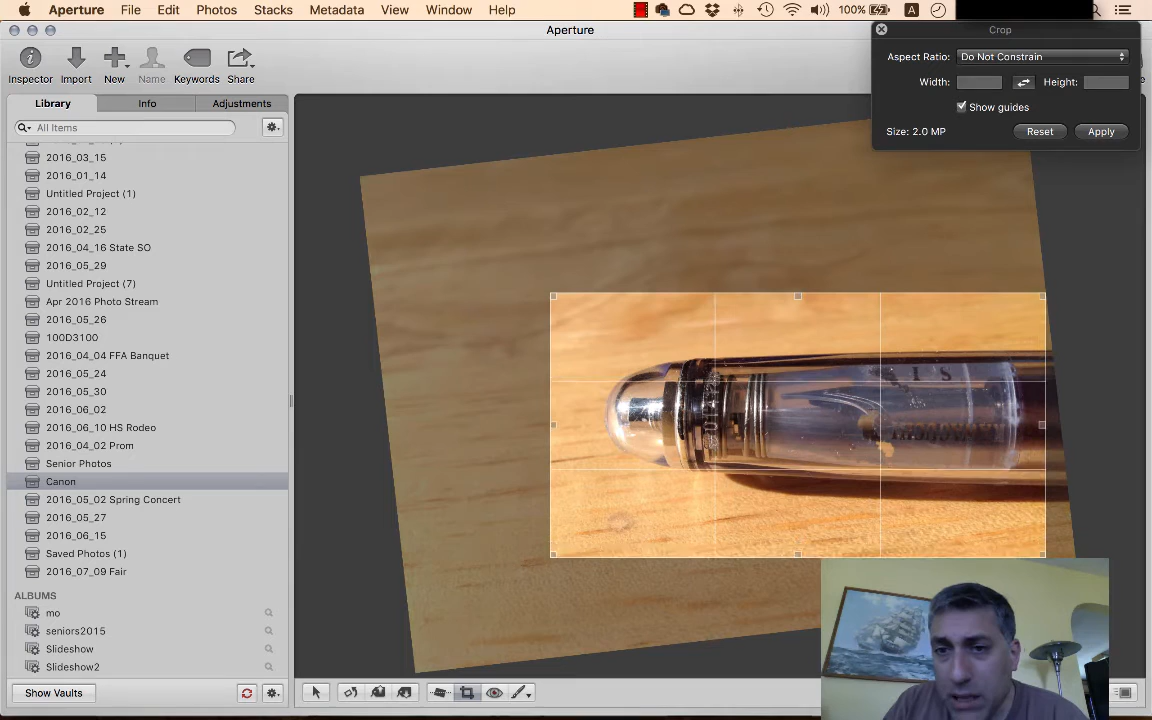 Aperture File Edit Photos Stacks Metadata View Window Help 100% A
Aperture
Inspector Import New Name Keywords Share
Library Info Adjustments
All Items
2016_03_15
2016_01_14
Untitled Project (1)
2016_02_12
2016_02_25
2016_04_16 State SO
2016_05_29
Untitled Project (7)
Apr 2016 Photo Stream
2016_05_26
100D3100
2016_04_04 FFA Banquet
2016_05_24
2016_05_30
2016_06_02
2016_06_10 HS Rodeo
2016_04_02 Prom
Senior Photos
Canon
2016_05_02 Spring Concert
2016_05_27
2016_06_15
Saved Photos (1)
2016_07_09 Fair
ALBUMS
mo
seniors2015
Slideshow
Slideshow2
Show Vaults
Crop
Aspect Ratio: Do Not Constrain
Width: Height:
Show guides
Size: 2.0 MP Reset Apply